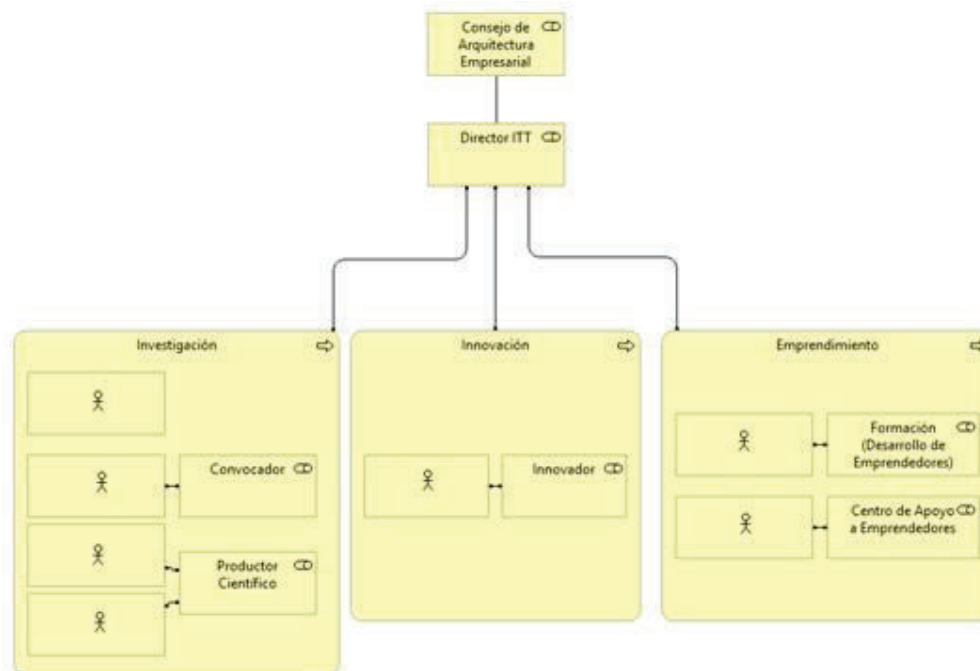 Consejo de
Arquitectura
Empresarial
Director ITT
Investigación
Convocador
Productor
Científico
Innovación
Innovador
Emprendimiento
Formación
(Desarrollo de
Emprendedores)
Centro de Apoyo
a Emprendedores